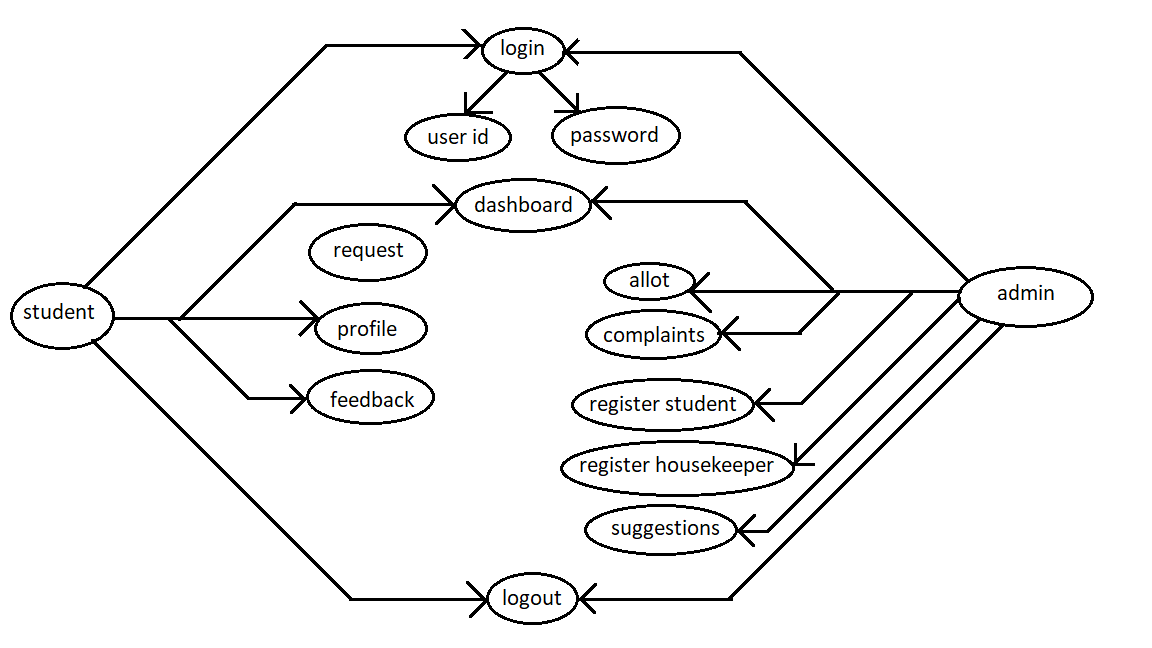 login
user id
password
dashboard
request
allot
student
admin
profile
complaints
feedback
register student
register housekeeper
suggestions
logout